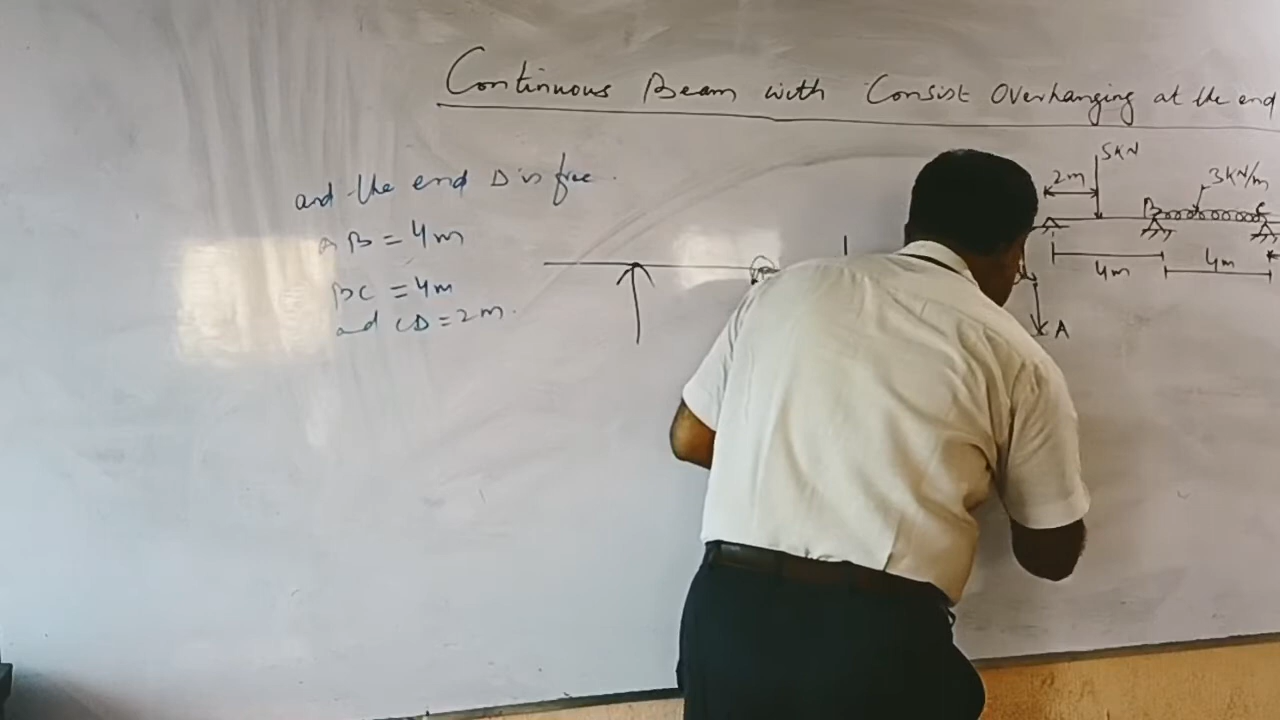 Continuous Beam with Consist Overhanging at the end
and the end D is free.
AB = 4m
BC = 4m
and CD = 2m.
5KN
2m
3KN/m
B
C
4m
4m
A